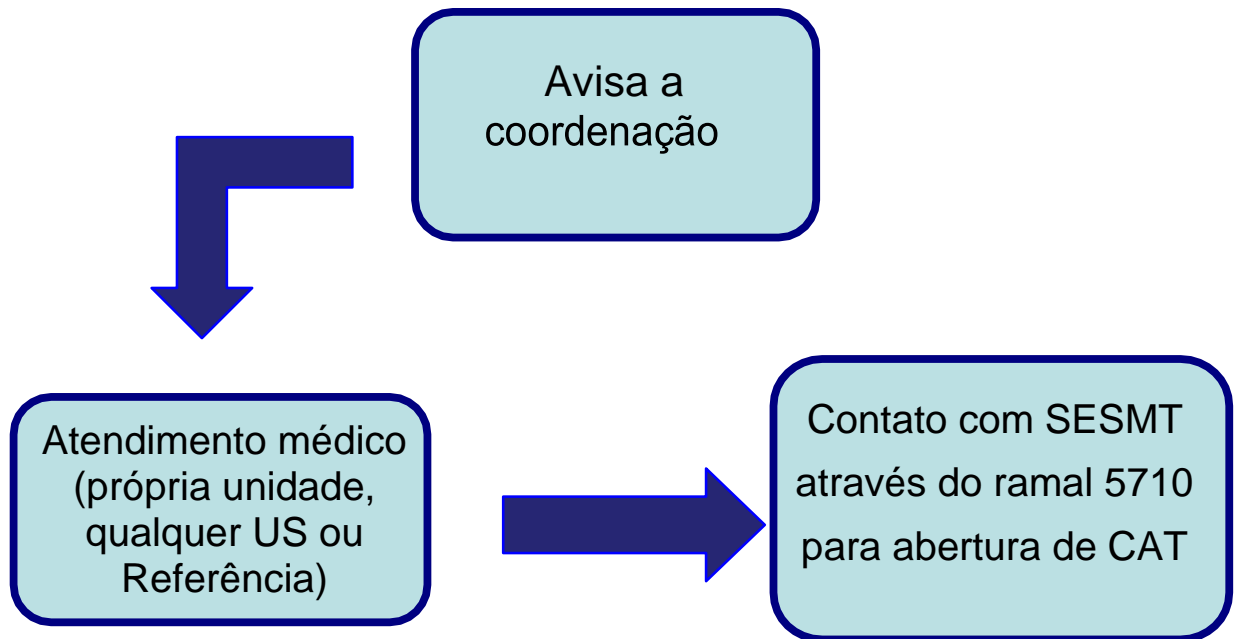 Avisa a
coordenação
Atendimento médico
(própria unidade,
qualquer US ou
Referência)
Contato com SESMT
através do ramal 5710
para abertura de CAT